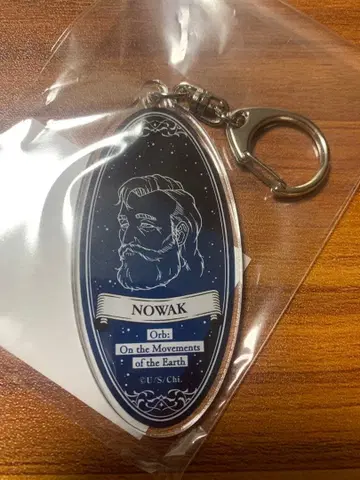 NOWAK
Orb:
On the Movements
of the Earth
©U/S/Chi.